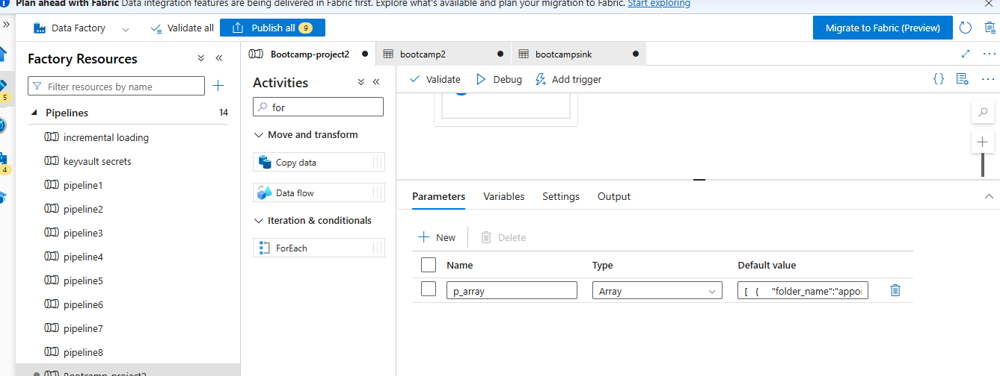 Plan ahead with Fabric Data integration features are being delivered in Fabric first. Explore what's available and plan your migration to Fabric. Start exploring
Data Factory
Validate all
Publish all 9
Migrate to Fabric (Preview)
Factory Resources
Filter resources by name
Pipelines 14
incremental loading
keyvault secrets
pipeline1
pipeline2
pipeline3
pipeline4
pipeline5
pipeline6
pipeline7
pipeline8
Bootcamp-project2
5
4
Bootcamp-project2
bootcamp2
bootcampsink
Activities
for
Move and transform
Copy data
Data flow
Iteration & conditionals
ForEach
Validate
Debug
Add trigger
{}
Parameters Variables Settings Output
New
Delete
Name Type Default value
p_array Array [ { "folder_name":"appoi